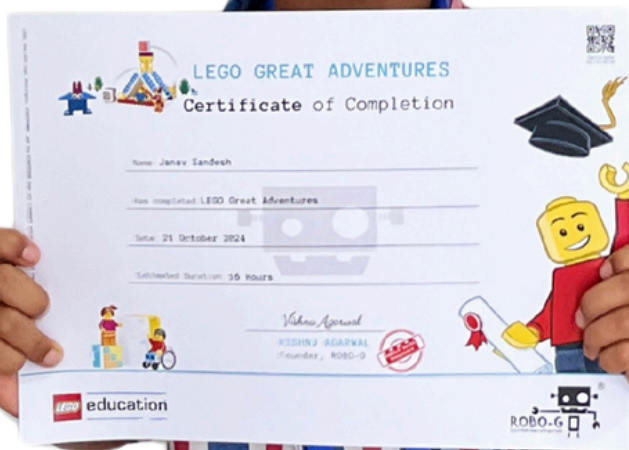 LEGO GREAT ADVENTURES
Certificate of Completion
Name: Janav Sandesh
Has completed: LEGO Great Adventures
Date: 21 October 2024
Estimated Duration: 16 Hours
Vishnu Agarwal
VISHNU AGARWAL
Founder, ROBO-G
LEGO education
ROBO-G